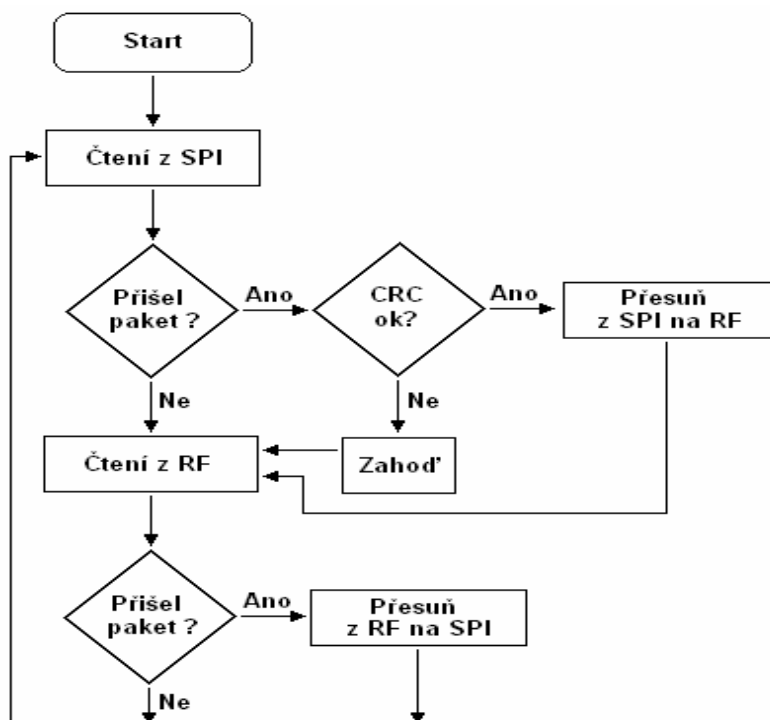 Start
Čtení z SPI
Přišel
paket ?
Ano
CRC
ok?
Ano
Přesuň
z SPI na RF
Ne
Ne
Čtení z RF
Zahoď
Přišel
paket ?
Ano
Přesuň
z RF na SPI
Ne